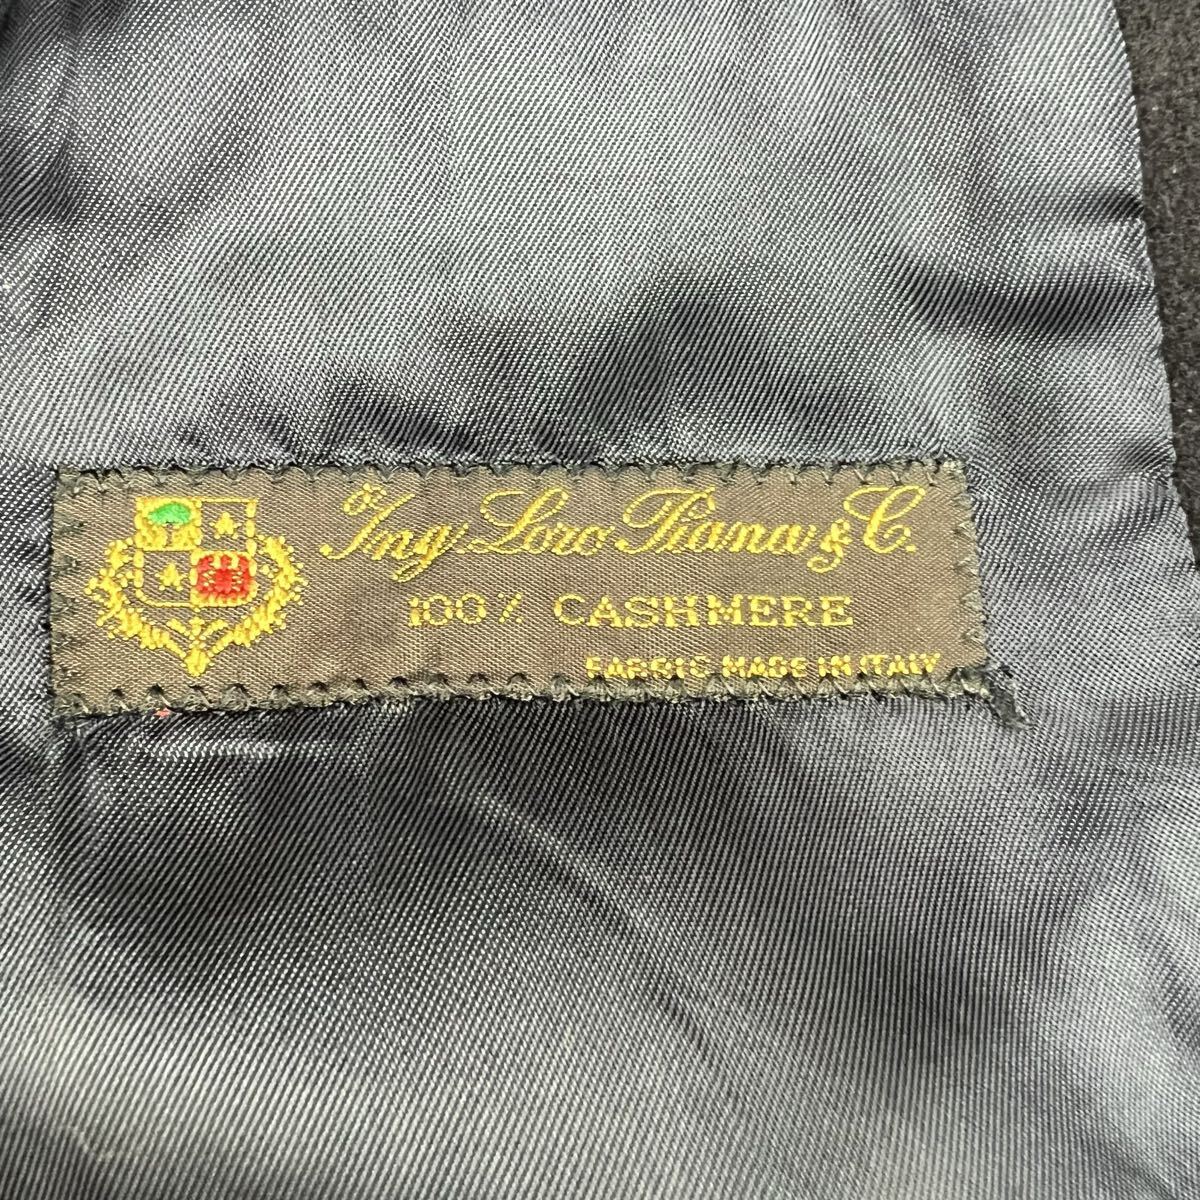 Ing Loro Piana & C
100% CASHMERE
FABRIC MADE IN ITALY